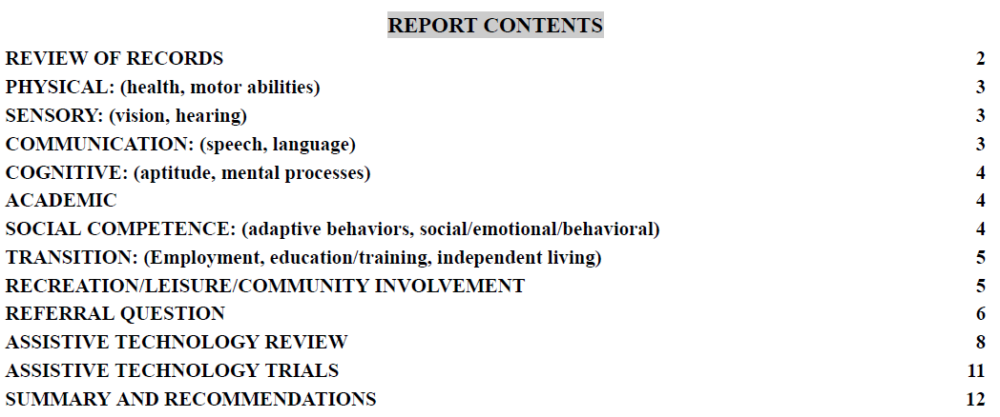 REPORT CONTENTS
REVIEW OF RECORDS 2
PHYSICAL: (health, motor abilities) 3
SENSORY: (vision, hearing) 3
COMMUNICATION: (speech, language) 3
COGNITIVE: (aptitude, mental processes) 4
ACADEMIC 4
SOCIAL COMPETENCE: (adaptive behaviors, social/emotional/behavioral) 4
TRANSITION: (Employment, education/training, independent living) 5
RECREATION/LEISURE/COMMUNITY INVOLVEMENT 5
REFERRAL QUESTION 6
ASSISTIVE TECHNOLOGY REVIEW 8
ASSISTIVE TECHNOLOGY TRIALS 11
SUMMARY AND RECOMMENDATIONS 12